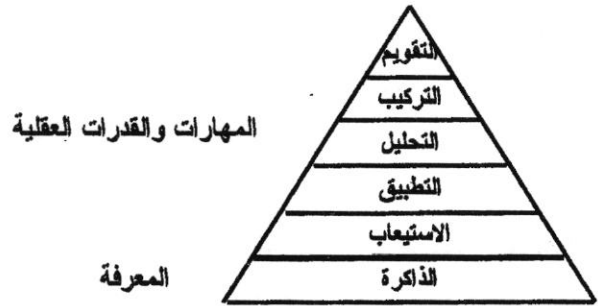 التقويم
التركيب
المهارات والقدرات العقلية
التحليل
التطبيق
الاستيعاب
المعرفة
الذاكرة